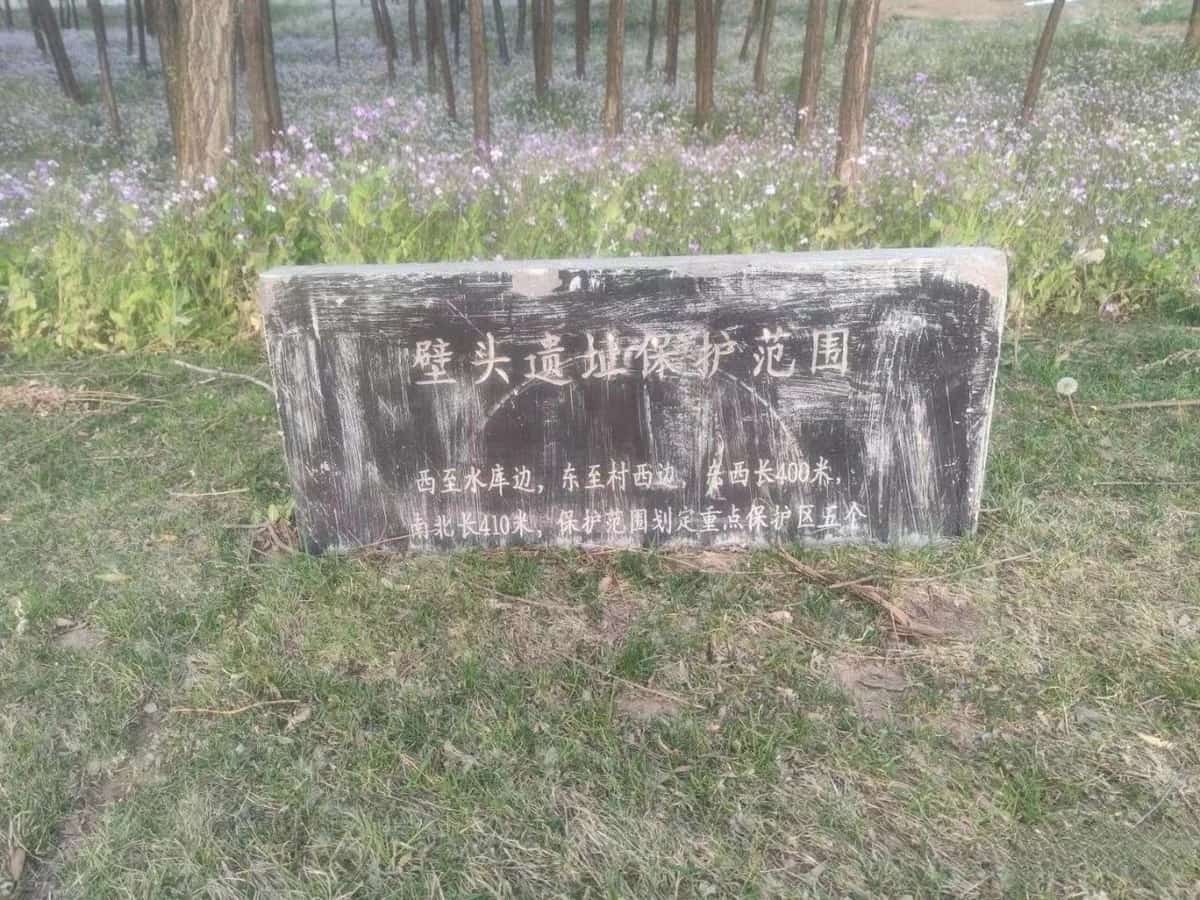 壁头遗址保护范围
西至水库边，东至村西边，东西长400米，
南北长410米，保护范围划定重点保护区五个